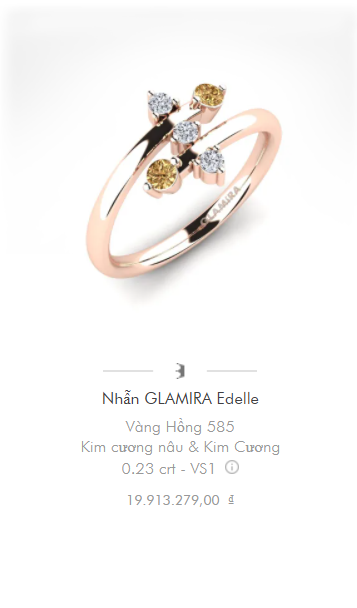 GLAMIRA
Nhẫn GLAMIRA Edelle
Vàng Hồng 585
Kim cương nâu & Kim Cương
0.23 crt - VS1
19.913.279,00 ₫